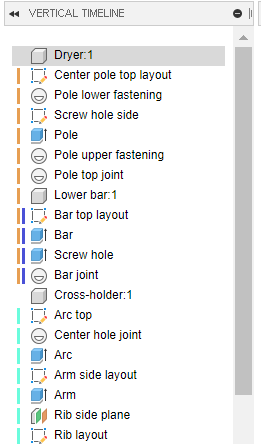 VERTICAL TIMELINE
Dryer:1
Center pole top layout
Pole lower fastening
Screw hole side
Pole
Pole upper fastening
Pole top joint
Lower bar:1
Bar top layout
Bar
Screw hole
Bar joint
Cross-holder:1
Arc top
Center hole joint
Arc
Arm side layout
Arm
Rib side plane
Rib layout